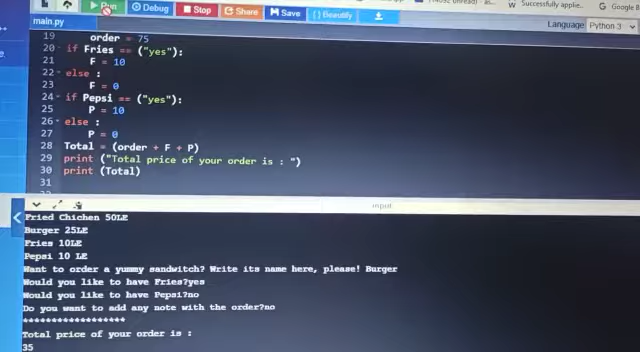 Run Debug Stop Share Save {} Beautify
Successfully applie.. Google
main.py
Language Python 3
19 order = 75
20 if Fries == ("yes"):
21 F = 10
22 else :
23 F = 0
24 if Pepsi == ("yes"):
25 P = 10
26 else :
27 P = 0
28 Total = (order + F + P)
29 print ("Total price of your order is : ")
30 print (Total)
31
input
Fried Chichen 50LE
Burger 25LE
Fries 10LE
Pepsi 10 LE
Want to order a yummy sandwitch? Write its name here, please! Burger
Would you like to have Fries?yes
Would you like to have Pepsi?no
Do you want to add any note with the order?no
******************
Total price of your order is :
35